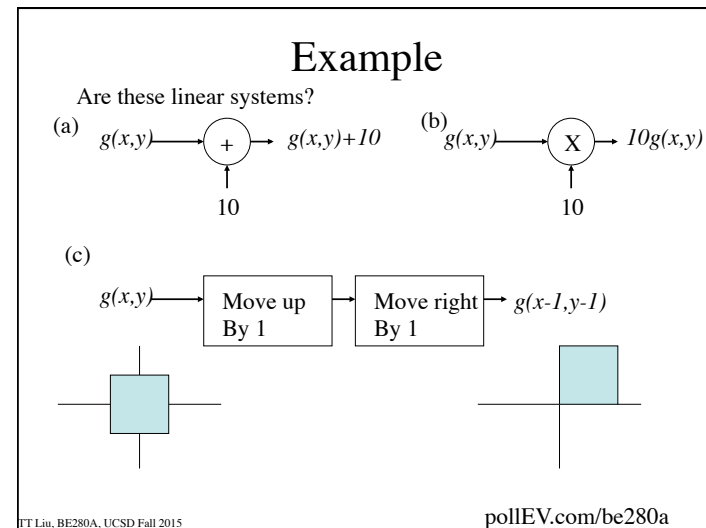 Example
Are these linear systems?
(a) g(x,y) + g(x,y)+10
10
(b) g(x,y) X 10g(x,y)
10
(c)
g(x,y) Move up By 1 Move right By 1 g(x-1,y-1)
TT Liu, BE280A, UCSD Fall 2015
pollEV.com/be280a